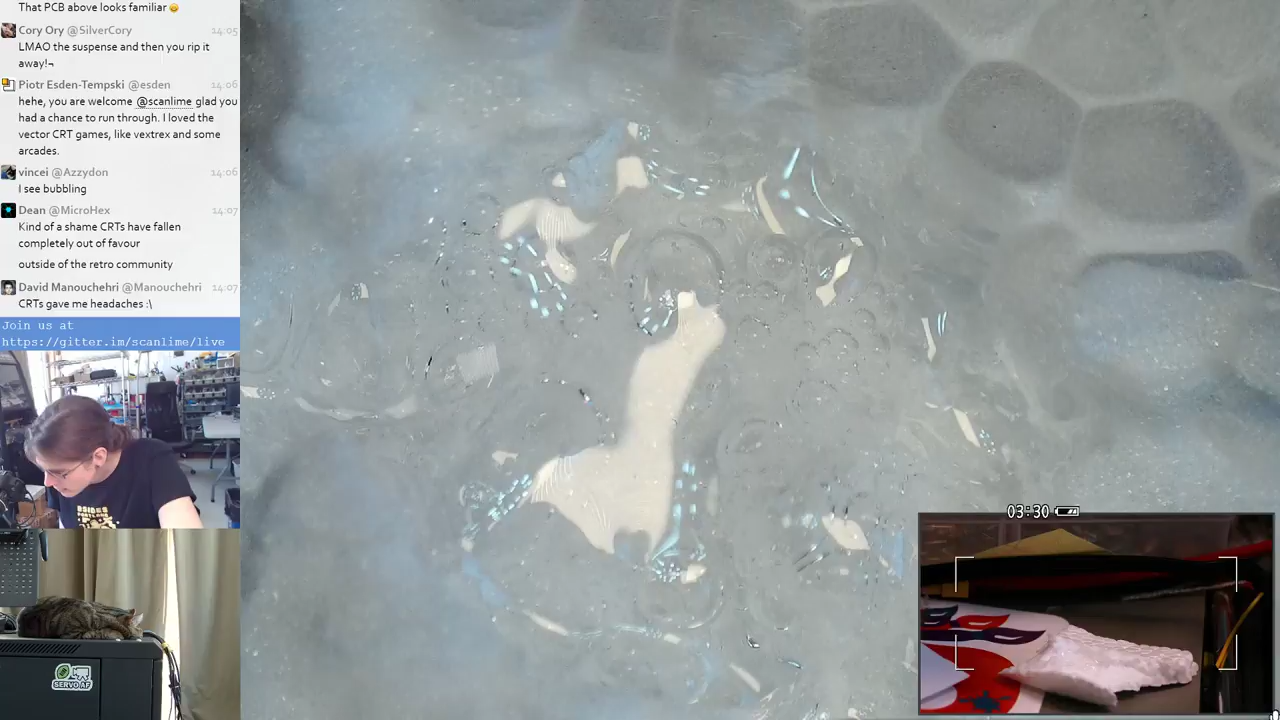 That PCB above looks familiar
Cory Ory @SilverCory 14:05
LMAO the suspense and then you rip it
away!¬
Piotr Esden-Tempski @esden 14:06
hehe, you are welcome @scanlime glad you
had a chance to run through. I loved the
vector CRT games, like vextrex and some
arcades.
vincei @Azzydon 14:06
I see bubbling
Dean @MicroHex 14:07
Kind of a shame CRTs have fallen
completely out of favour
outside of the retro community
David Manouchehri @Manouchehri 14:07
CRTs gave me headaches :\
Join us at
https://gitter.im/scanlime/live
SERVO AF
03:30